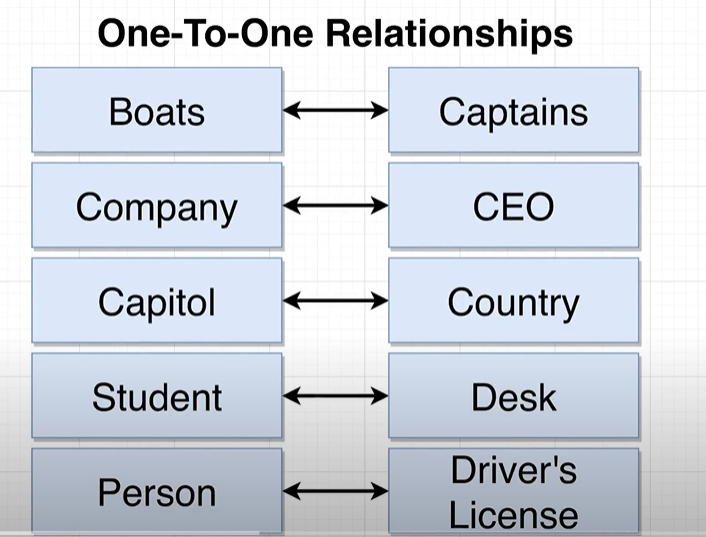 One-To-One Relationships
Boats
Captains
Company
CEO
Capitol
Country
Student
Desk
Person
Driver's
License